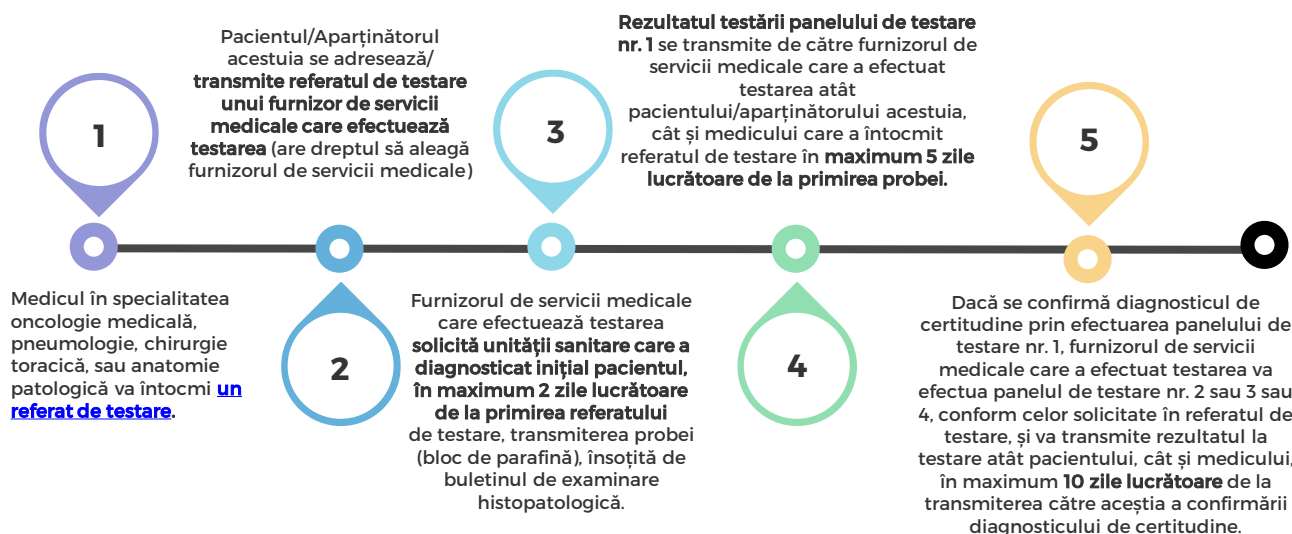 1
Medicul în specialitatea
oncologie medicală,
pneumologie, chirurgie
toracică, sau anatomie
patologică va întocmi un
referat de testare.
Pacientul/Aparținătorul
acestuia se adresează/
transmite referatul de testare
unui furnizor de servicii
medicale care efectuează
testarea (are dreptul să aleagă
furnizorul de servicii medicale)
2
3
Furnizorul de servicii medicale
care efectuează testarea
solicită unității sanitare care a
diagnosticat inițial pacientul,
în maximum 2 zile lucrătoare
de la primirea referatului
de testare, transmiterea probei
(bloc de parafină), însoțită de
buletinul de examinare
histopatologică.
Rezultatul testării panelului de testare
nr. 1 se transmite de către furnizorul de
servicii medicale care a efectuat
testarea atât
pacientului/aparținătorului acestuia,
cât și medicului care a întocmit
referatul de testare în maximum 5 zile
lucrătoare de la primirea probei.
4
5
Dacă se confirmă diagnosticul de
certitudine prin efectuarea panelului de
testare nr. 1, furnizorul de servicii
medicale care a efectuat testarea va
efectua panelul de testare nr. 2 sau 3 sau
4, conform celor solicitate în referatul de
testare, și va transmite rezultatul la
testare atât pacientului, cât și medicului,
în maximum 10 zile lucrătoare de la
transmiterea către aceștia a confirmării
diagnosticului de certitudine.